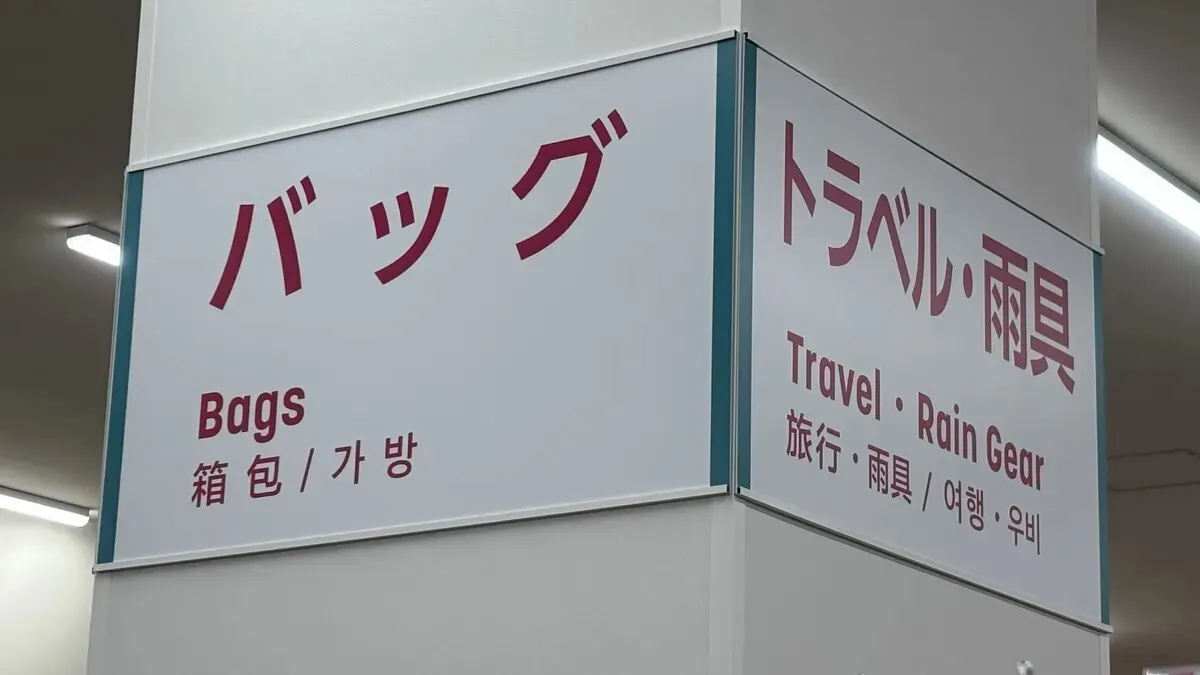 バッグ
Bags
箱包 / 가방
トラベル・雨具
Travel・Rain Gear
旅行・雨具 / 여행・우비